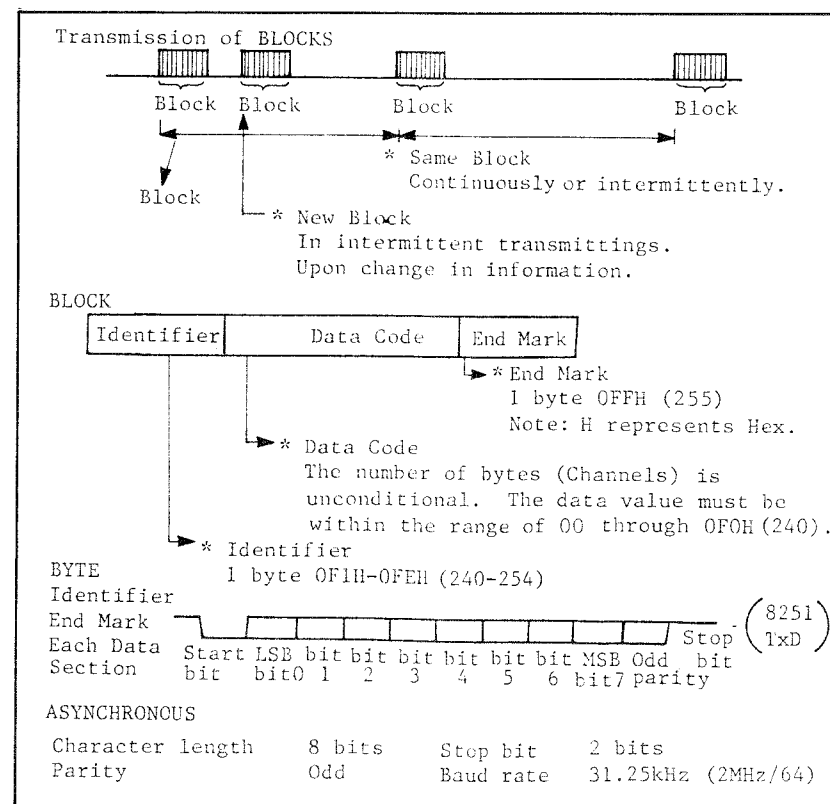 Transmission of BLOCKS
Block Block Block Block
* Same Block
Continuously or intermittently.
Block
* New Block
In intermittent transmittings.
Upon change in information.
BLOCK
Identifier Data Code End Mark
* End Mark
1 byte OFFH (255)
Note: H represents Hex.
* Data Code
The number of bytes (Channels) is
unconditional. The data value must be
within the range of 00 through OFOH (240).
* Identifier
1 byte OF1H-OFEH (240-254)
BYTE
Identifier
End Mark
Each Data
Section
Start bit
LSB bit0
bit 1
bit 2
bit 3
bit 4
bit 5
bit 6
MSB bit7
Odd parity
Stop bit
(8251 TxD)
ASYNCHRONOUS
Character length 8 bits Stop bit 2 bits
Parity Odd Baud rate 31.25kHz (2MHz/64)